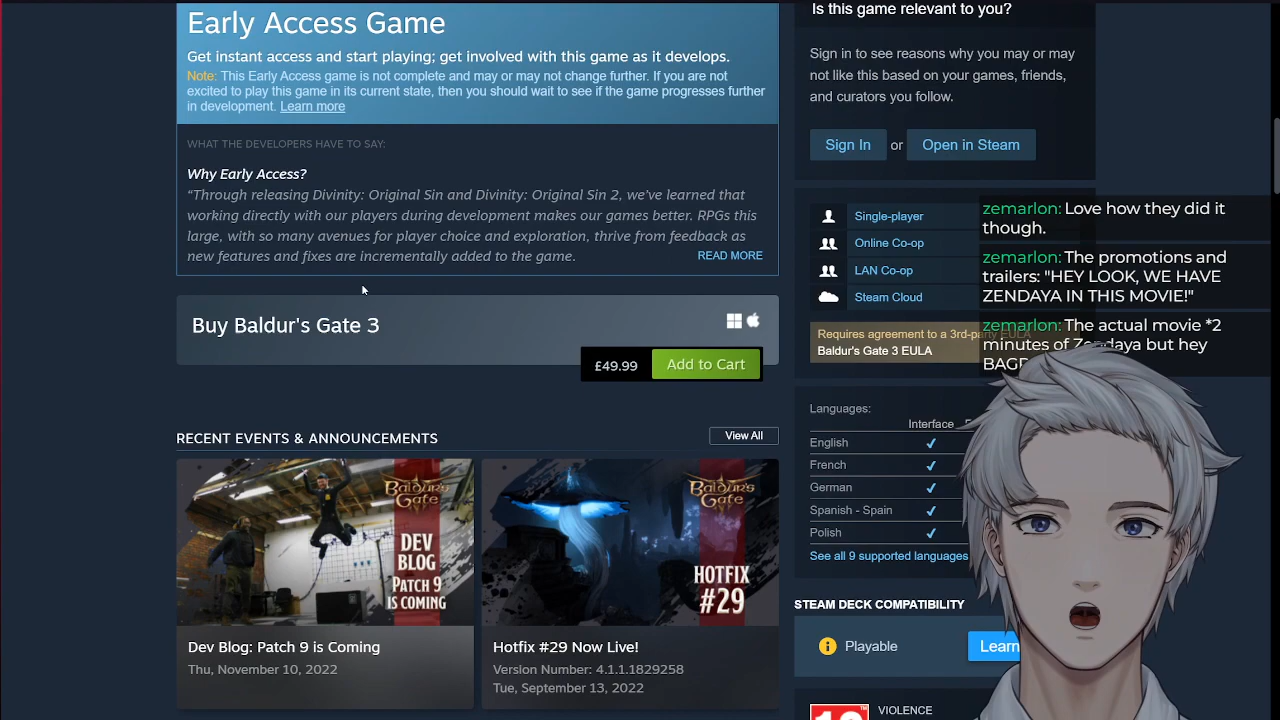 Early Access Game
Get instant access and start playing; get involved with this game as it develops.
Note: This Early Access game is not complete and may or may not change further. If you are not
excited to play this game in its current state, then you should wait to see if the game progresses further
in development. Learn more
WHAT THE DEVELOPERS HAVE TO SAY:
Why Early Access?
“Through releasing Divinity: Original Sin and Divinity: Original Sin 2, we’ve learned that
working directly with our players during development makes our games better. RPGs this
large, with so many avenues for player choice and exploration, thrive from feedback as
new features and fixes are incrementally added to the game.
READ MORE
Buy Baldur's Gate 3
£49.99
Add to Cart
RECENT EVENTS & ANNOUNCEMENTS
View All
Baldur's
Gate
DEV
BLOG
PATCH 9
IS COMING
Dev Blog: Patch 9 is Coming
Thu, November 10, 2022
Baldur's
Gate
HOTFIX
#29
Hotfix #29 Now Live!
Version Number: 4.1.1.1829258
Tue, September 13, 2022
Is this game relevant to you?
Sign in to see reasons why you may or may
not like this based on your games, friends,
and curators you follow.
Sign In
or
Open in Steam
Single-player
Online Co-op
LAN Co-op
Steam Cloud
Requires agreement to a 3rd-party EULA
Baldur's Gate 3 EULA
Languages:
Interface
English
French
German
Spanish - Spain
Polish
See all 9 supported languages
STEAM DECK COMPATIBILITY
Playable
Learn
VIOLENCE
zemarlon: Love how they did it
though.
zemarlon: The promotions and
trailers: "HEY LOOK, WE HAVE
ZENDAYA IN THIS MOVIE!"
zemarlon: The actual movie *2
minutes of Zendaya but hey